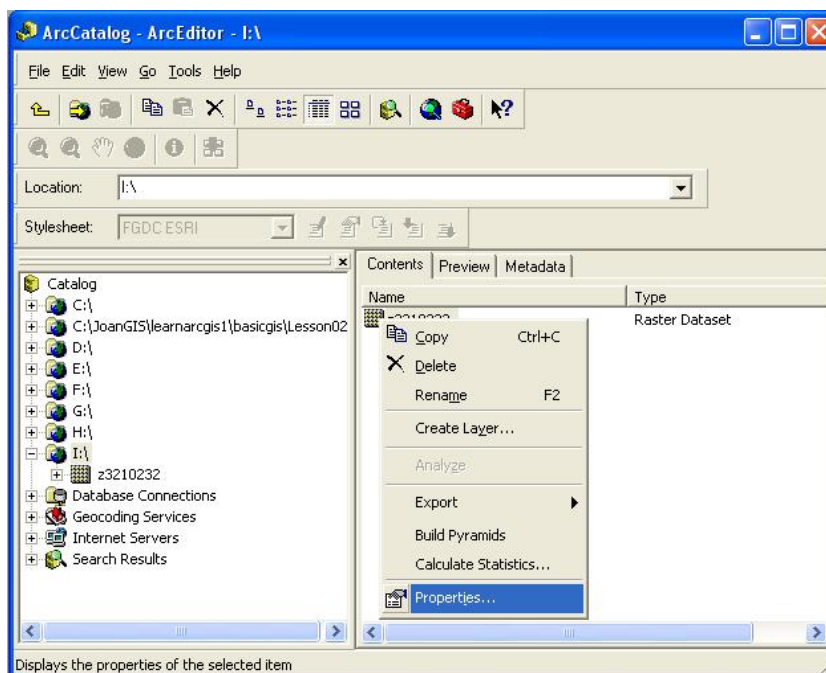 ArcCatalog - ArcEditor - I:\
File Edit View Go Tools Help
Location: I:\
Stylesheet: FGDC ESRI
Contents Preview Metadata
Catalog
C:\
C:\JoanGIS\learnarcgis1\basicgis\Lesson02
D:\
E:\
F:\
G:\
H:\
I:\
z3210232
Database Connections
Geocoding Services
Internet Servers
Search Results
Name Type
z3210232 Raster Dataset
Copy Ctrl+C
Delete
Rename F2
Create Layer...
Analyze
Export
Build Pyramids
Calculate Statistics...
Properties...
Displays the properties of the selected item